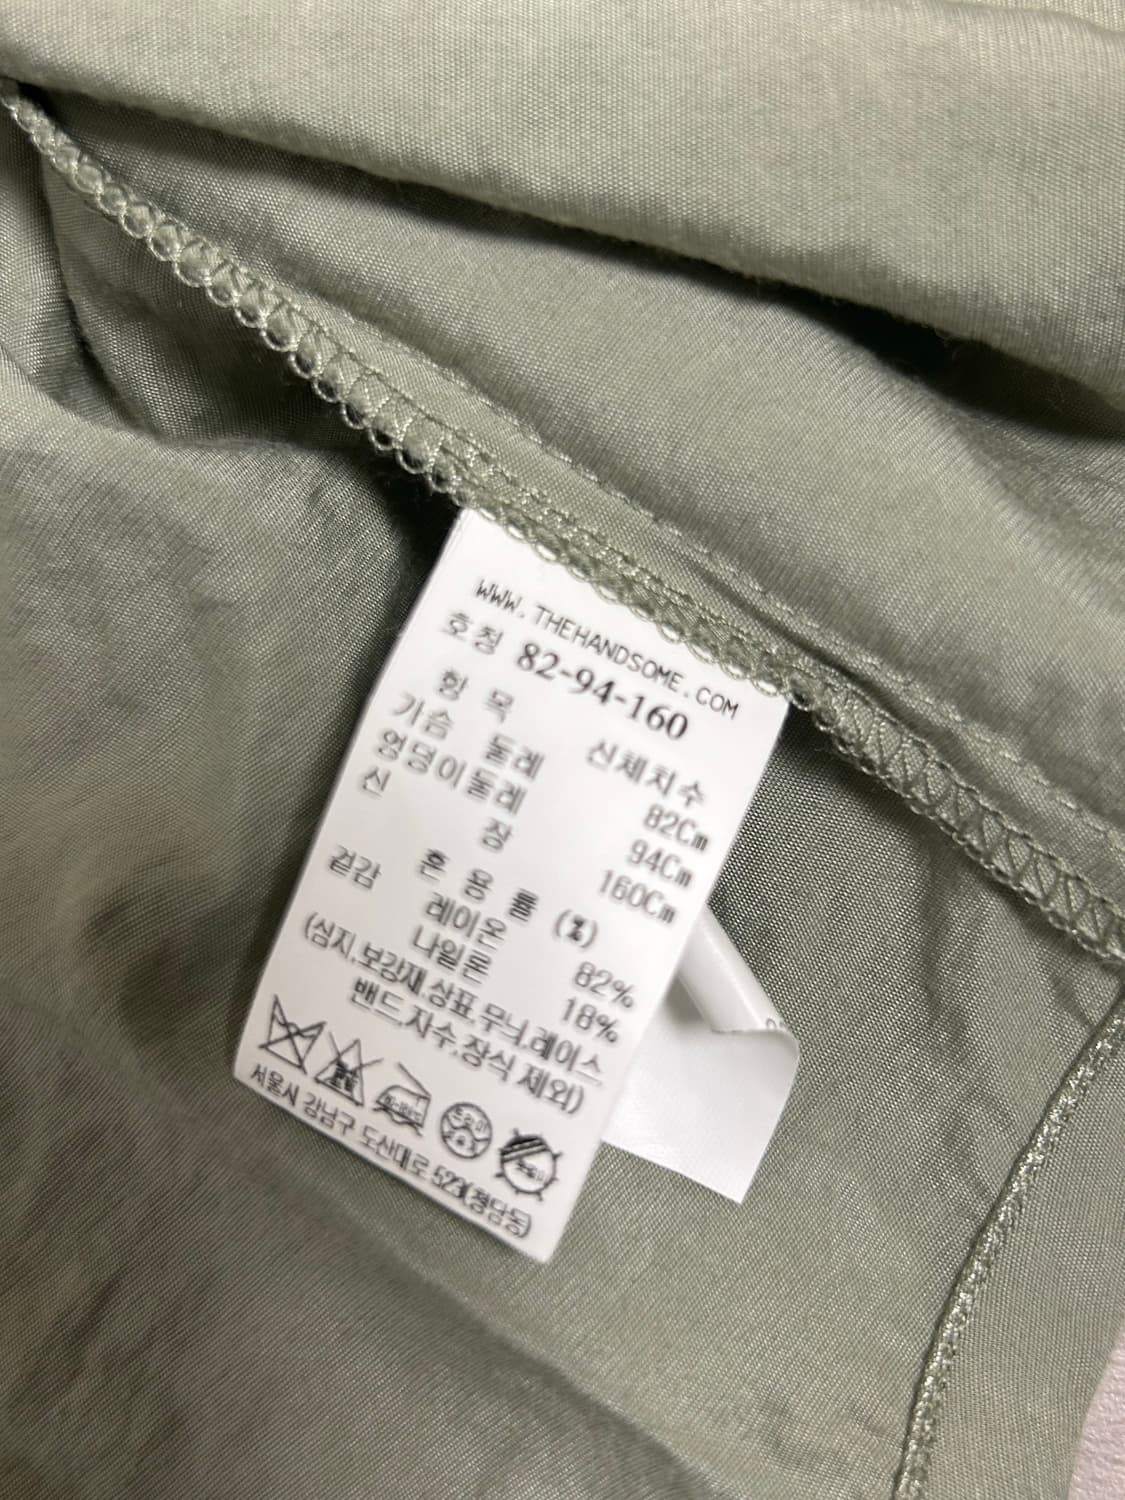 WWW.THEHANDSOME.COM
호칭 82-94-160
항 목 신체치수
가슴 둘레 82Cm
엉덩이둘레 94Cm
신 장 160Cm
혼 용 률 (%)
겉감 레이온 82%
나일론 18%
(심지,보강재,상표,무늬,레이스
밴드,자수,장식 제외)
서울시 강남구 도산대로 523(청담동)